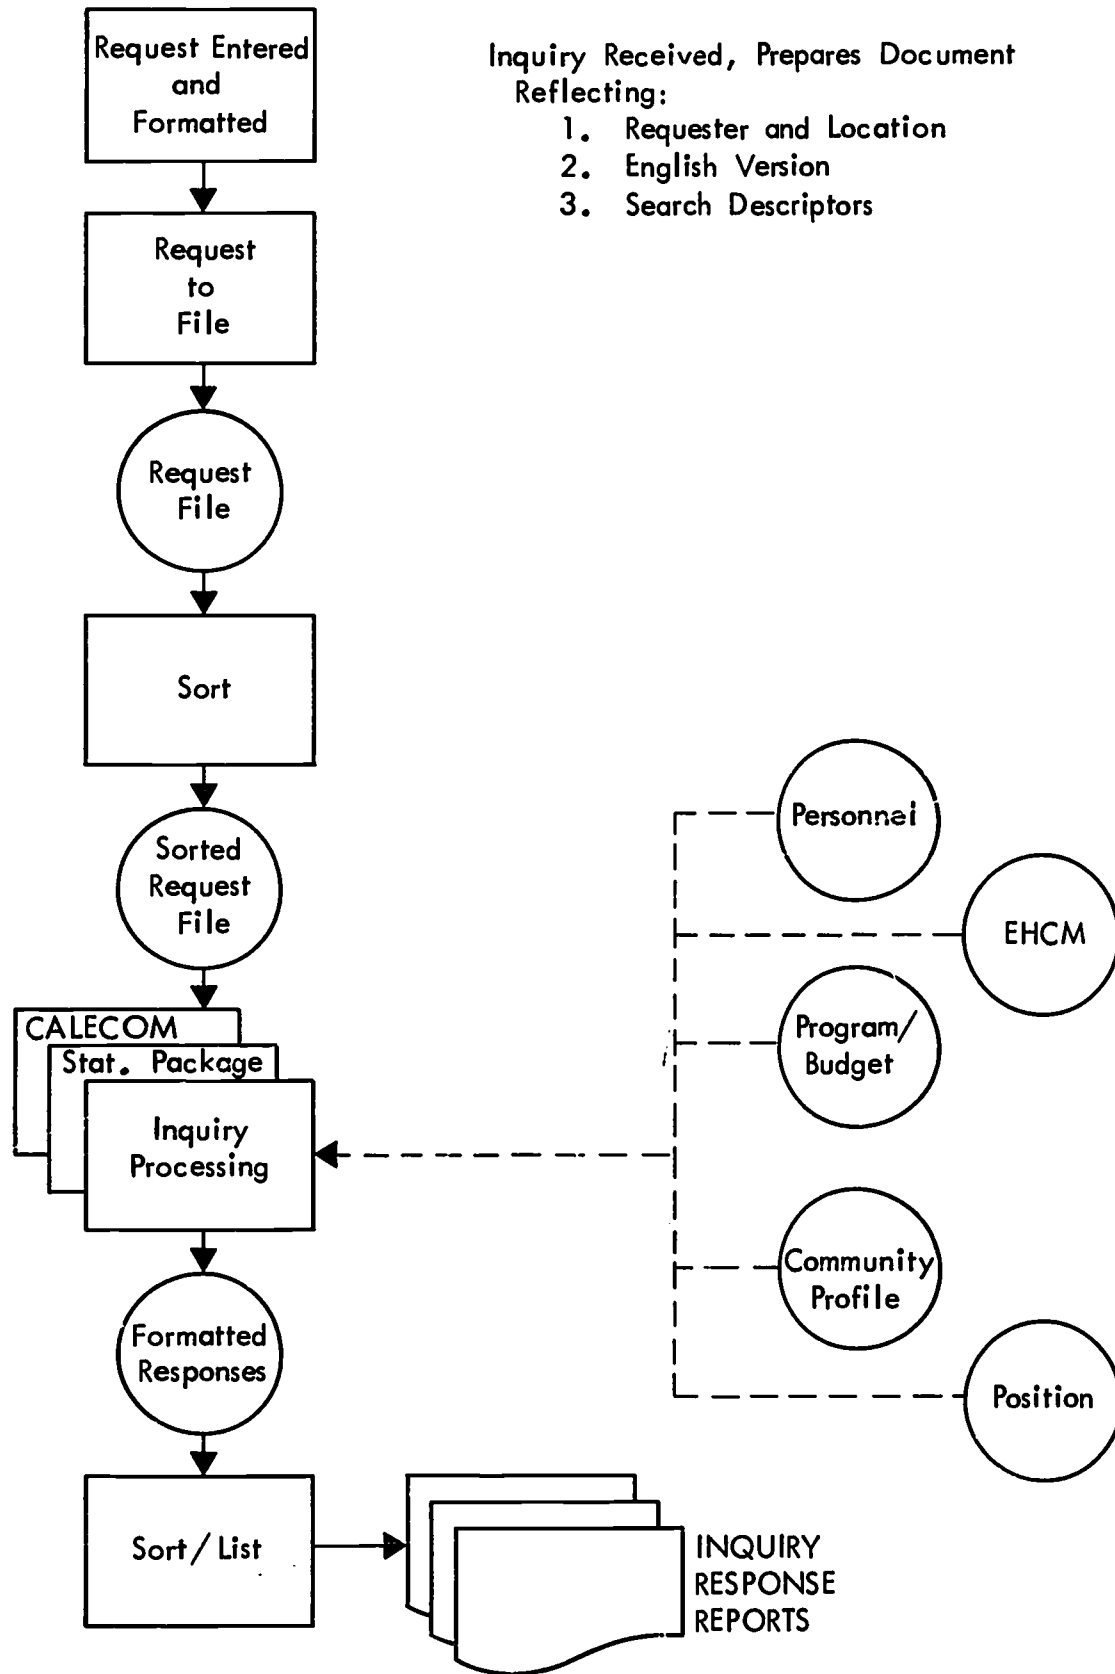 Request Entered
and
Formatted
Inquiry Received, Prepares Document
Reflecting:
1. Requester and Location
2. English Version
3. Search Descriptors
Request
to
File
Request
File
Sort
Sorted
Request
File
CALECOM
Stat. Package
Inquiry
Processing
Personnel
EHCM
Program/
Budget
Community
Profile
Position
Formatted
Responses
Sort/List
INQUIRY
RESPONSE
REPORTS